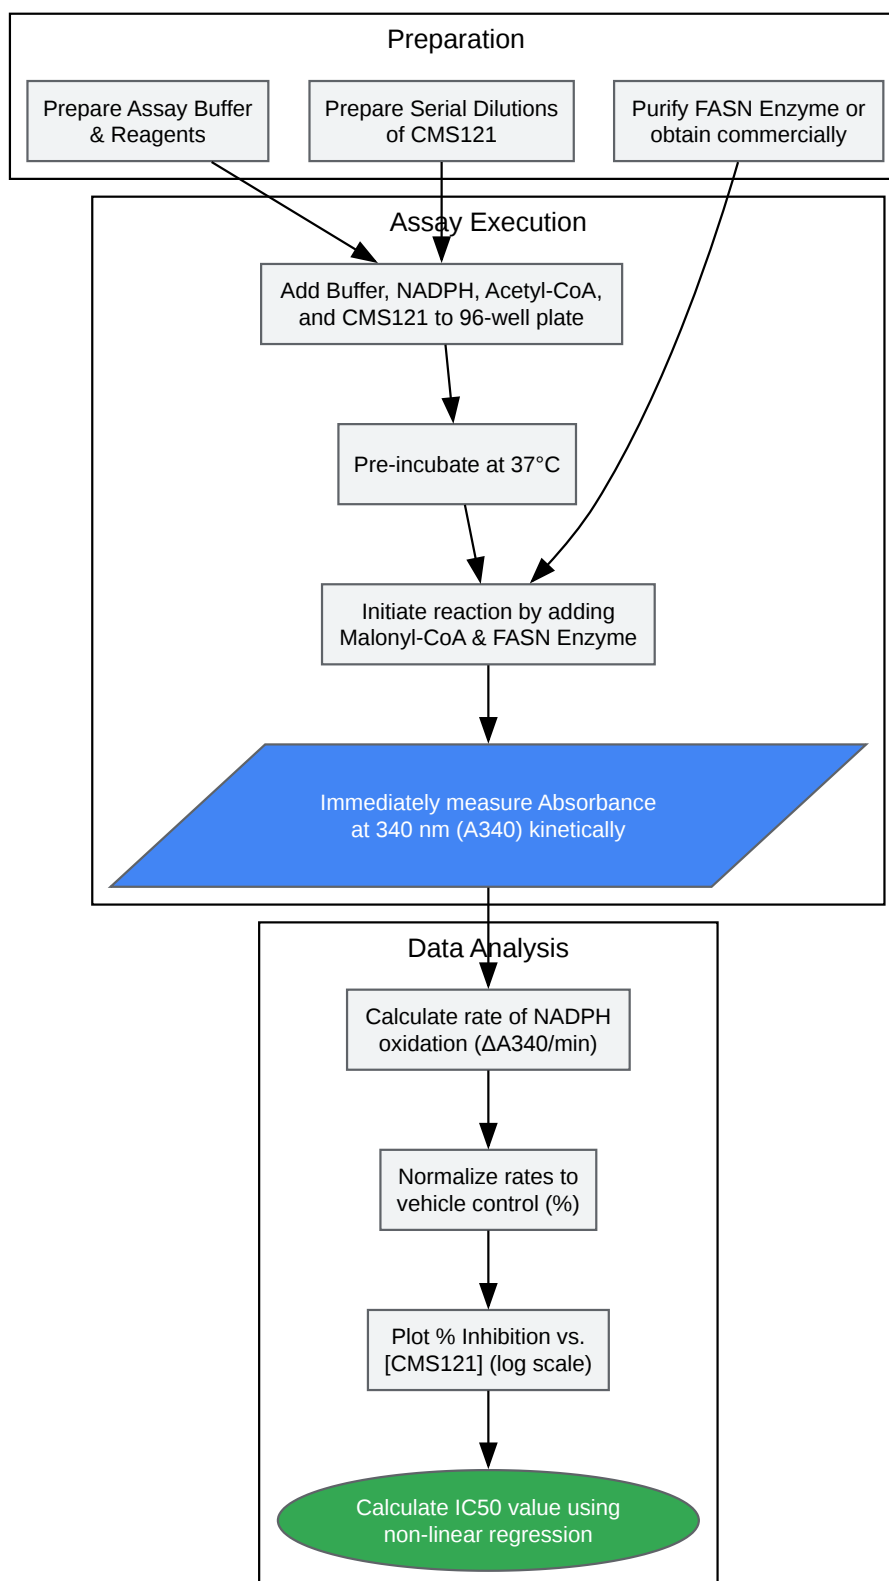 Preparation
Prepare Assay Buffer
& Reagents
Prepare Serial Dilutions
of CMS121
Purify FASN Enzyme or
obtain commercially
Assay Execution
Add Buffer, NADPH, Acetyl-CoA,
and CMS121 to 96-well plate
Pre-incubate at 37°C
Initiate reaction by adding
Malonyl-CoA & FASN Enzyme
Immediately measure Absorbance
at 340 nm (A340) kinetically
Data Analysis
Calculate rate of NADPH
oxidation (ΔA340/min)
Normalize rates to
vehicle control (%)
Plot % Inhibition vs.
[CMS121] (log scale)
Calculate IC50 value using
non-linear regression